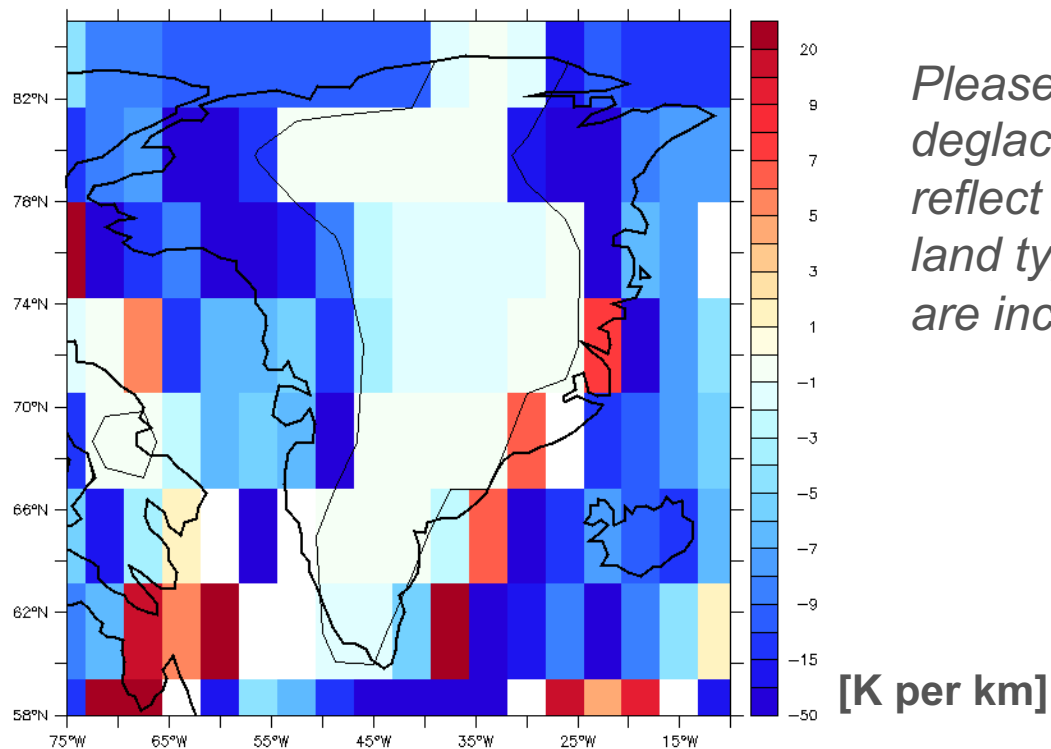 82°N
78°N
74°N
70°N
66°N
62°N
58°N
75°W 65°W 55°W 45°W 35°W 25°W 15°W
20
9
7
5
3
1
−1
−3
−5
−7
−9
−15
−50
[K per km]
Please
deglac
reflect
land ty
are inc